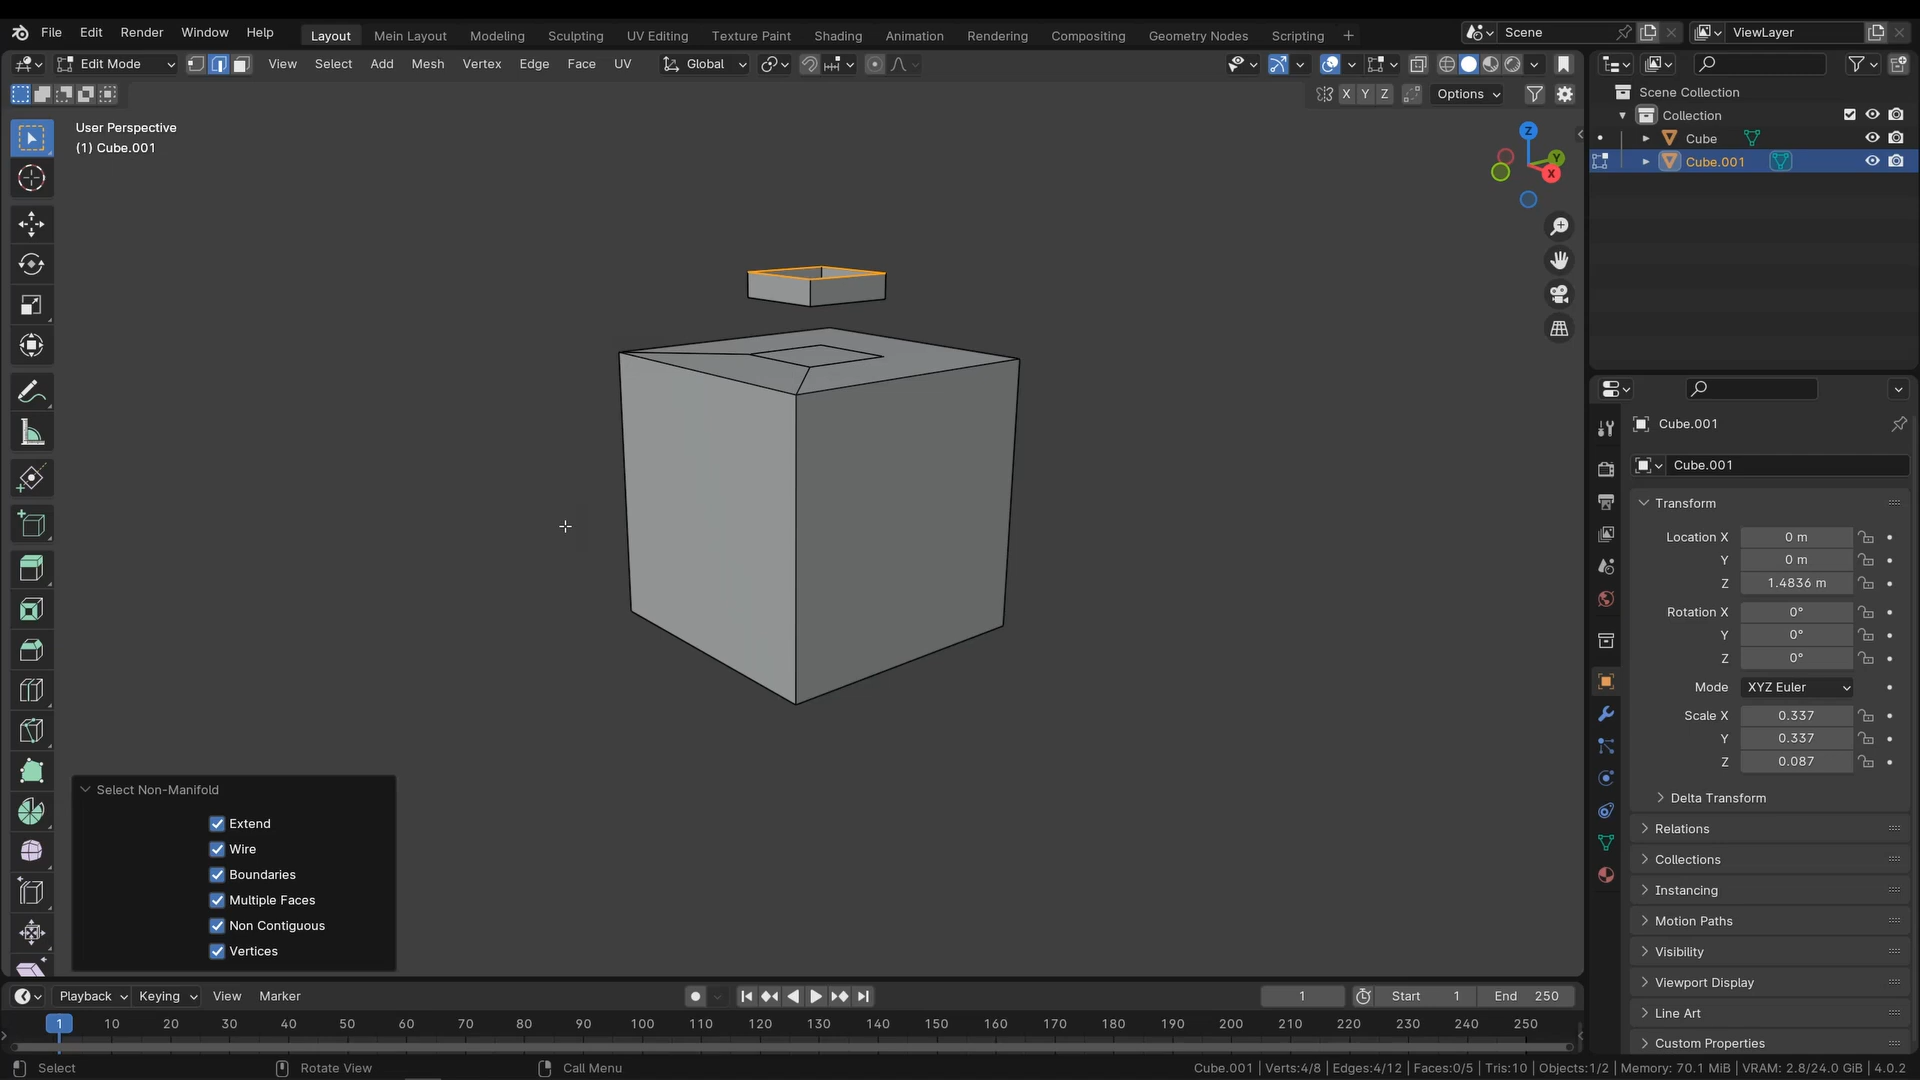 File Edit Render Window Help Layout Mein Layout Modeling Sculpting UV Editing Texture Paint Shading Animation Rendering Compositing Geometry Nodes Scripting + Scene ViewLayer
Edit Mode View Select Add Mesh Vertex Edge Face UV Global
X Y Z Options
User Perspective
(1) Cube.001
Z
Y
X
Scene Collection
Collection
Cube
Cube.001
Cube.001
Cube.001
Transform
Location X 0 m
Y 0 m
Z 1.4836 m
Rotation X 0°
Y 0°
Z 0°
Mode XYZ Euler
Scale X 0.337
Y 0.337
Z 0.087
Delta Transform
Relations
Collections
Instancing
Motion Paths
Visibility
Viewport Display
Line Art
Custom Properties
Select Non-Manifold
Extend
Wire
Boundaries
Multiple Faces
Non Contiguous
Vertices
Playback Keying View Marker 1 Start 1 End 250
1 10 20 30 40 50 60 70 80 90 100 110 120 130 140 150 160 170 180 190 200 210 220 230 240 250
Select Rotate View Call Menu Cube.001 | Verts:4/8 | Edges:4/12 | Faces:0/5 | Tris:10 | Objects:1/2 | Memory: 70.1 MiB | VRAM: 2.8/24.0 GiB | 4.0.2